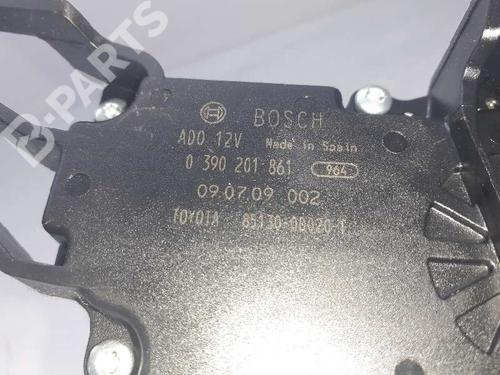 B-PARTS
BOSCH
ADO 12V Made in Spain
0 390 201 861 964
09.07.09 002
TOYOTA 85130-0D020-1